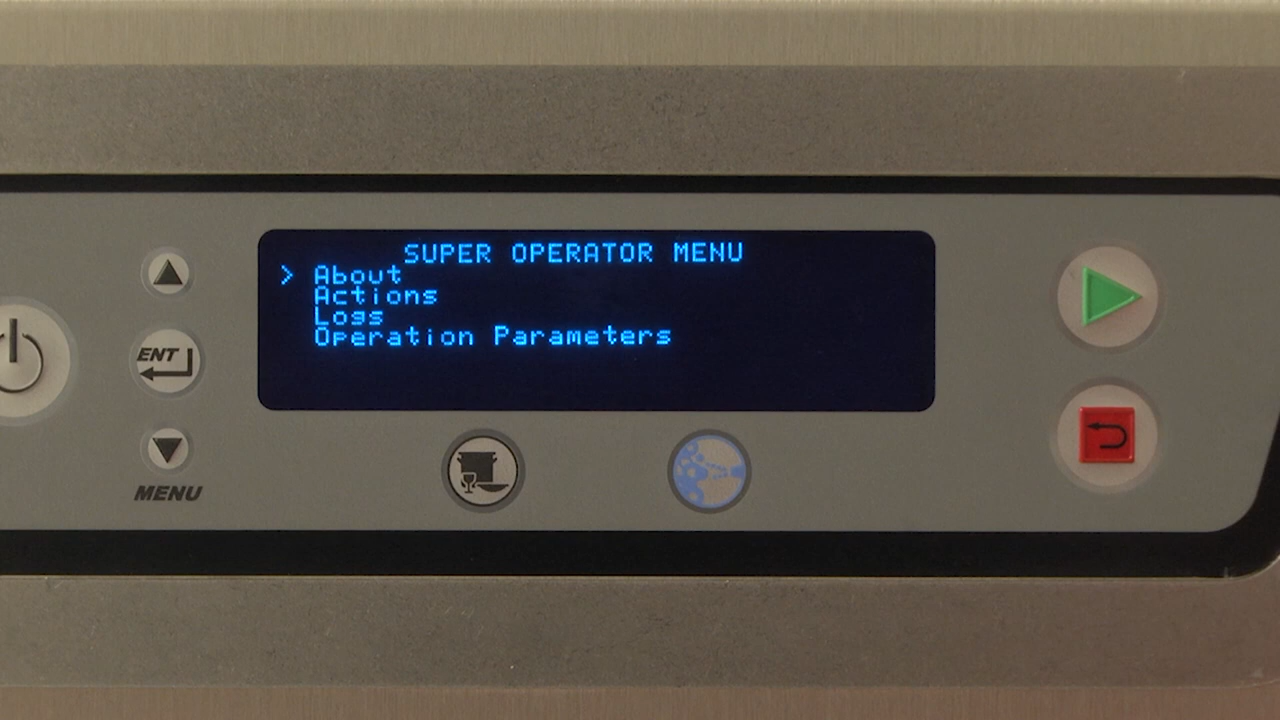 SUPER OPERATOR MENU
> About
Actions
Logs
Operation Parameters
ENT
MENU